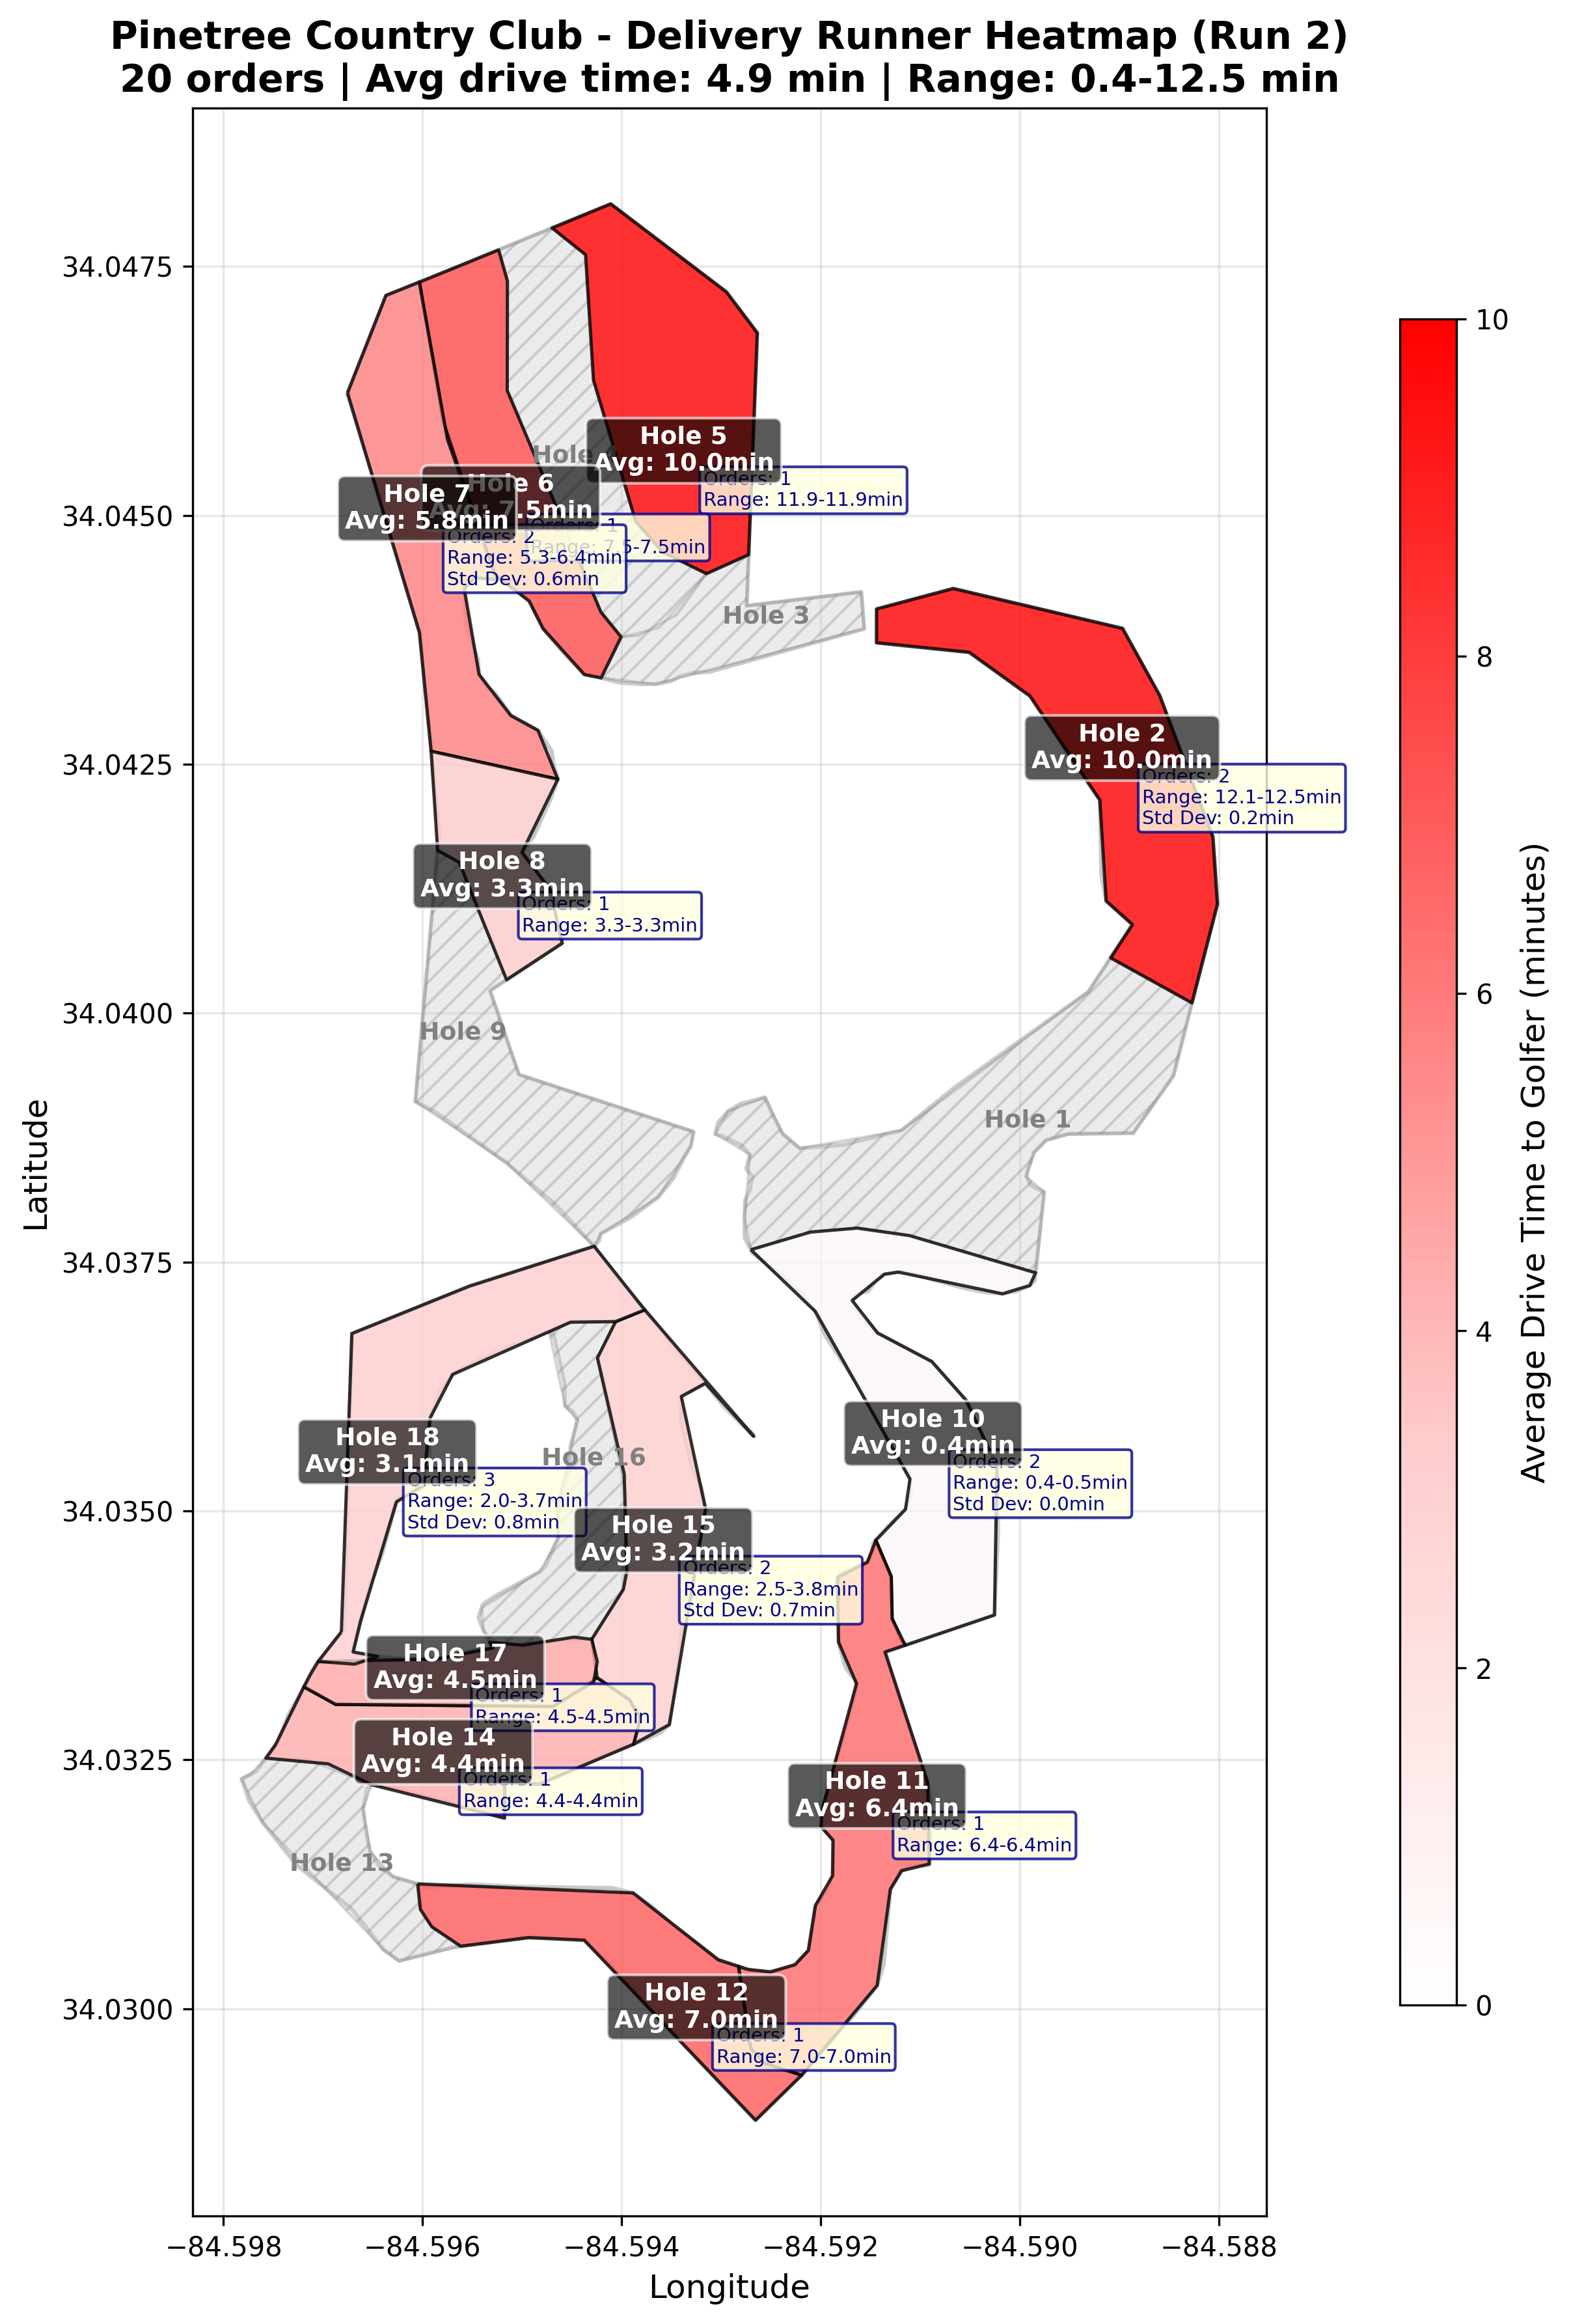 Pinetree Country Club - Delivery Runner Heatmap (Run 2)
20 orders | Avg drive time: 4.9 min | Range: 0.4-12.5 min
34.0475
34.0450
34.0425
34.0400
34.0375
34.0350
34.0325
34.0300
Latitude
Hole 5
Avg: 10.0min
Orders: 1
Range: 11.9-11.9min
Hole
Hole 6
Avg: 7.5min
Orders: 1
Range: 7.5-7.5min
Hole 7
Avg: 5.8min
Orders: 2
Range: 5.3-6.4min
Std Dev: 0.6min
Hole 3
Hole 2
Avg: 10.0min
Orders: 2
Range: 12.1-12.5min
Std Dev: 0.2min
Hole 8
Avg: 3.3min
Orders: 1
Range: 3.3-3.3min
Hole 9
Hole 1
Hole 10
Avg: 0.4min
Orders: 2
Range: 0.4-0.5min
Std Dev: 0.0min
Hole 18
Avg: 3.1min
Orders: 3
Range: 2.0-3.7min
Std Dev: 0.8min
Hole 16
Hole 15
Avg: 3.2min
Orders: 2
Range: 2.5-3.8min
Std Dev: 0.7min
Hole 17
Avg: 4.5min
Orders: 1
Range: 4.5-4.5min
Hole 14
Avg: 4.4min
Orders: 1
Range: 4.4-4.4min
Hole 11
Avg: 6.4min
Orders: 1
Range: 6.4-6.4min
Hole 13
Hole 12
Avg: 7.0min
Orders: 1
Range: 7.0-7.0min
−84.598
−84.596
−84.594
−84.592
−84.590
−84.588
Longitude
10
8
6
4
2
0
Average Drive Time to Golfer (minutes)